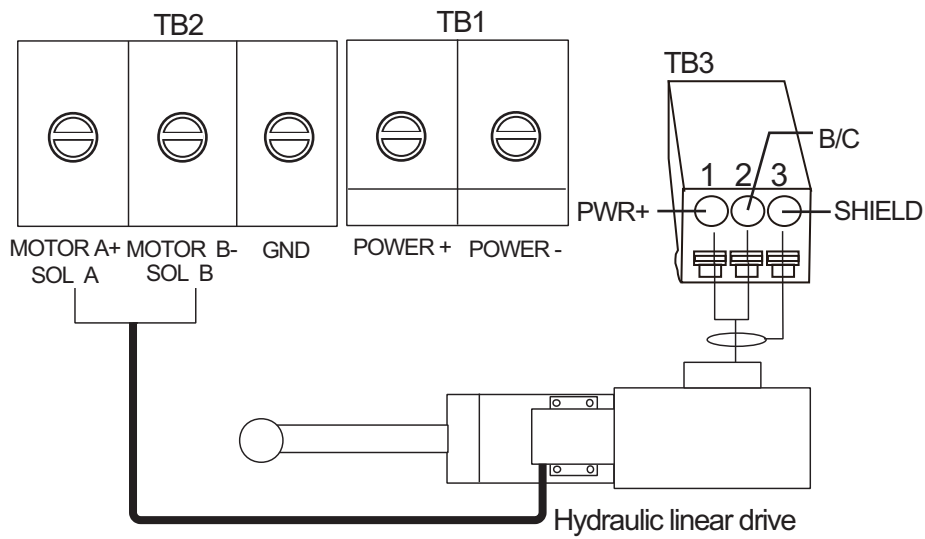 TB2
TB1
TB3
B/C
1 2 3
PWR+
SHIELD
MOTOR A+ MOTOR B- GND
POWER + POWER -
SOL A SOL B
Hydraulic linear drive